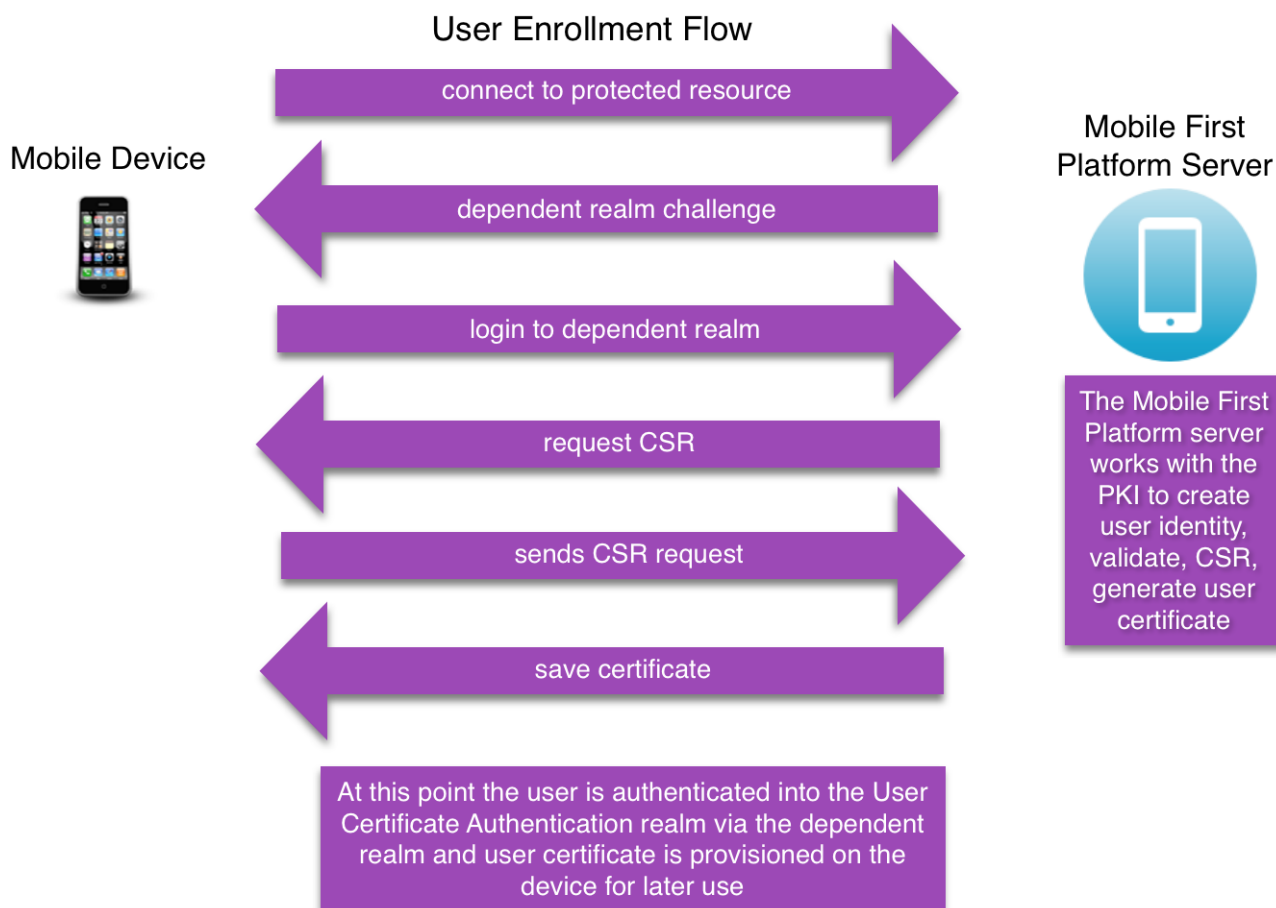 User Enrollment Flow
connect to protected resource
Mobile Device
Mobile First
Platform Server
dependent realm challenge
login to dependent realm
request CSR
sends CSR request
save certificate
The Mobile First
Platform server
works with the
PKI to create
user identity,
validate, CSR,
generate user
certificate
At this point the user is authenticated into the User
Certificate Authentication realm via the dependent
realm and user certificate is provisioned on the
device for later use